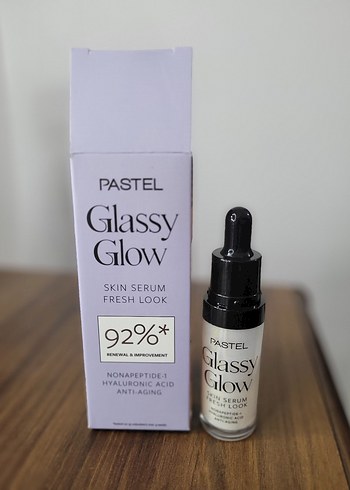 PASTEL
Glassy
Glow
SKIN SERUM
FRESH LOOK
92%*
RENEWAL & IMPROVEMENT
NONAPEPTIDE-1
HYALURONIC ACID
ANTI-AGING
PASTEL
Glassy
Glow
SKIN SERUM
FRESH LOOK
NONAPEPTIDE-1
HYALURONIC ACID
ANTI-AGING